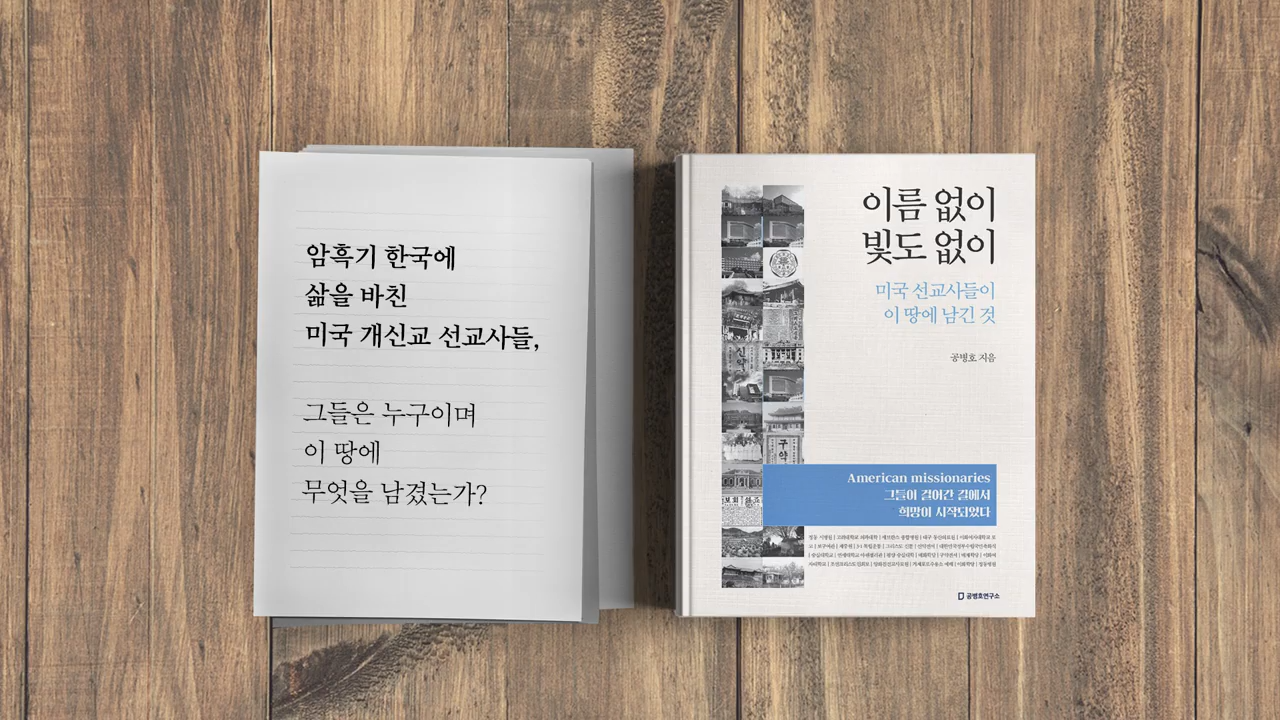 암흑기 한국에
삶을 바친
미국 개신교 선교사들,
그들은 누구이며
이 땅에
무엇을 남겼는가?
이름 없이
빛도 없이
미국 선교사들이
이 땅에 남긴 것
공병호 지음
신약
구약
American missionaries
그들이 걸어간 길에서
희망이 시작되었다
공병호연구소